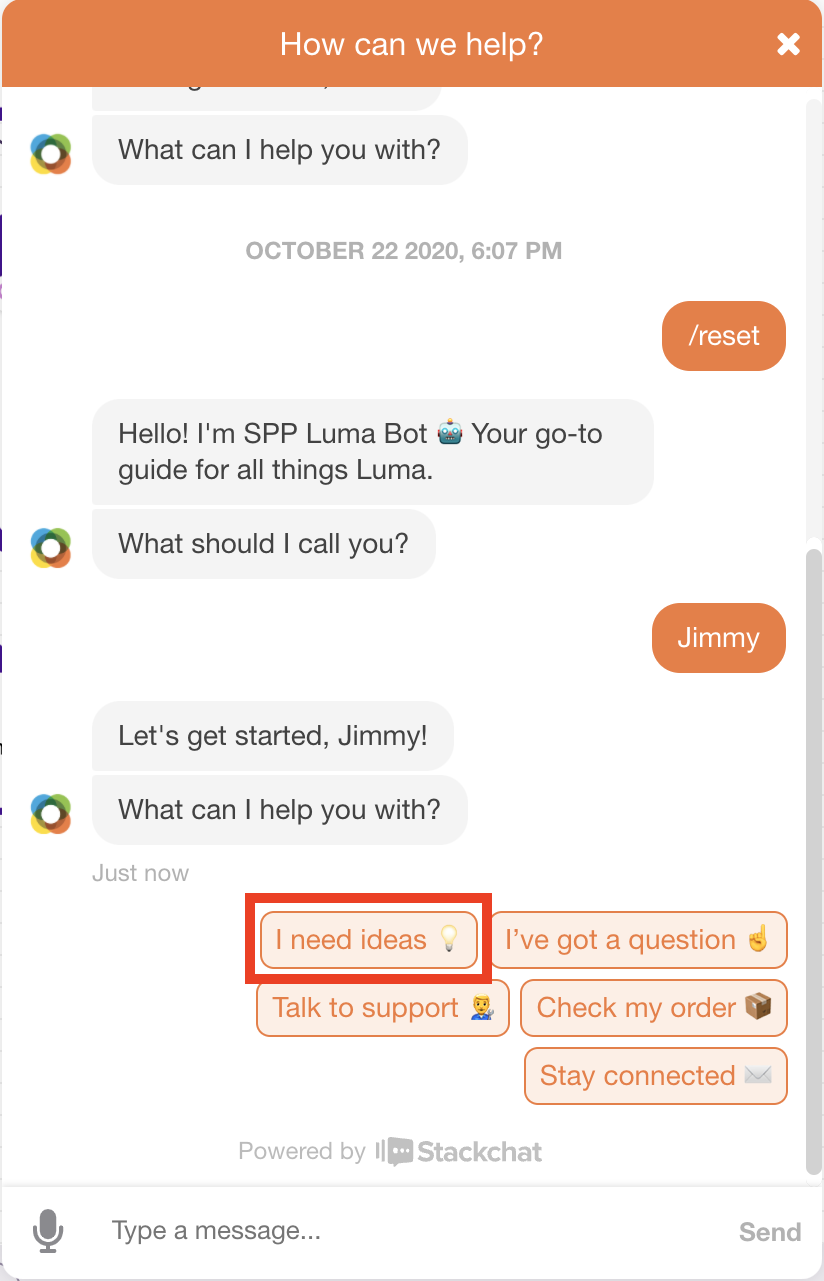 How can we help?
What can I help you with?
OCTOBER 22 2020, 6:07 PM
/reset
Hello! I'm SPP Luma Bot 🤖 Your go-to
guide for all things Luma.
What should I call you?
Jimmy
Let's get started, Jimmy!
What can I help you with?
Just now
I need ideas 💡 I’ve got a question ☝️
Talk to support 💁‍♂️ Check my order 📦
Stay connected ✉️
Powered by Stackchat
Type a message... Send